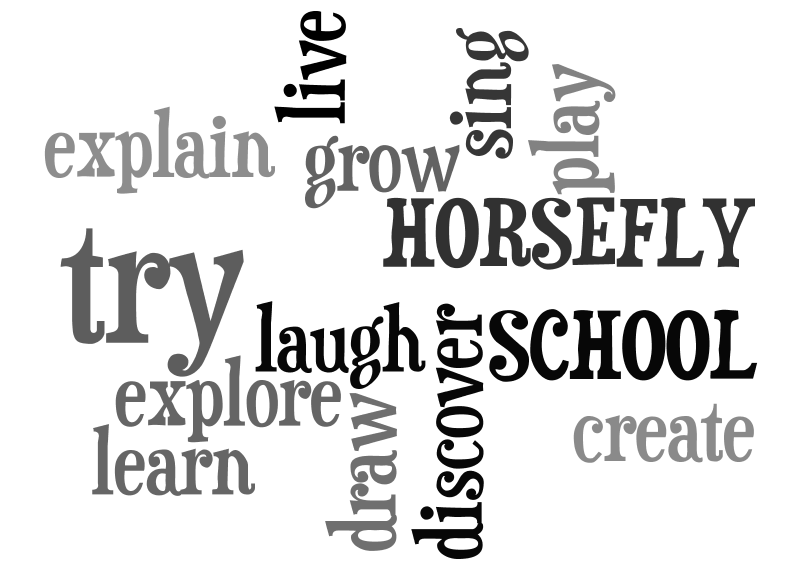 live
sing
play
explain
grow
HORSEFLY
try
laugh
discover
SCHOOL
explore
draw
create
learn